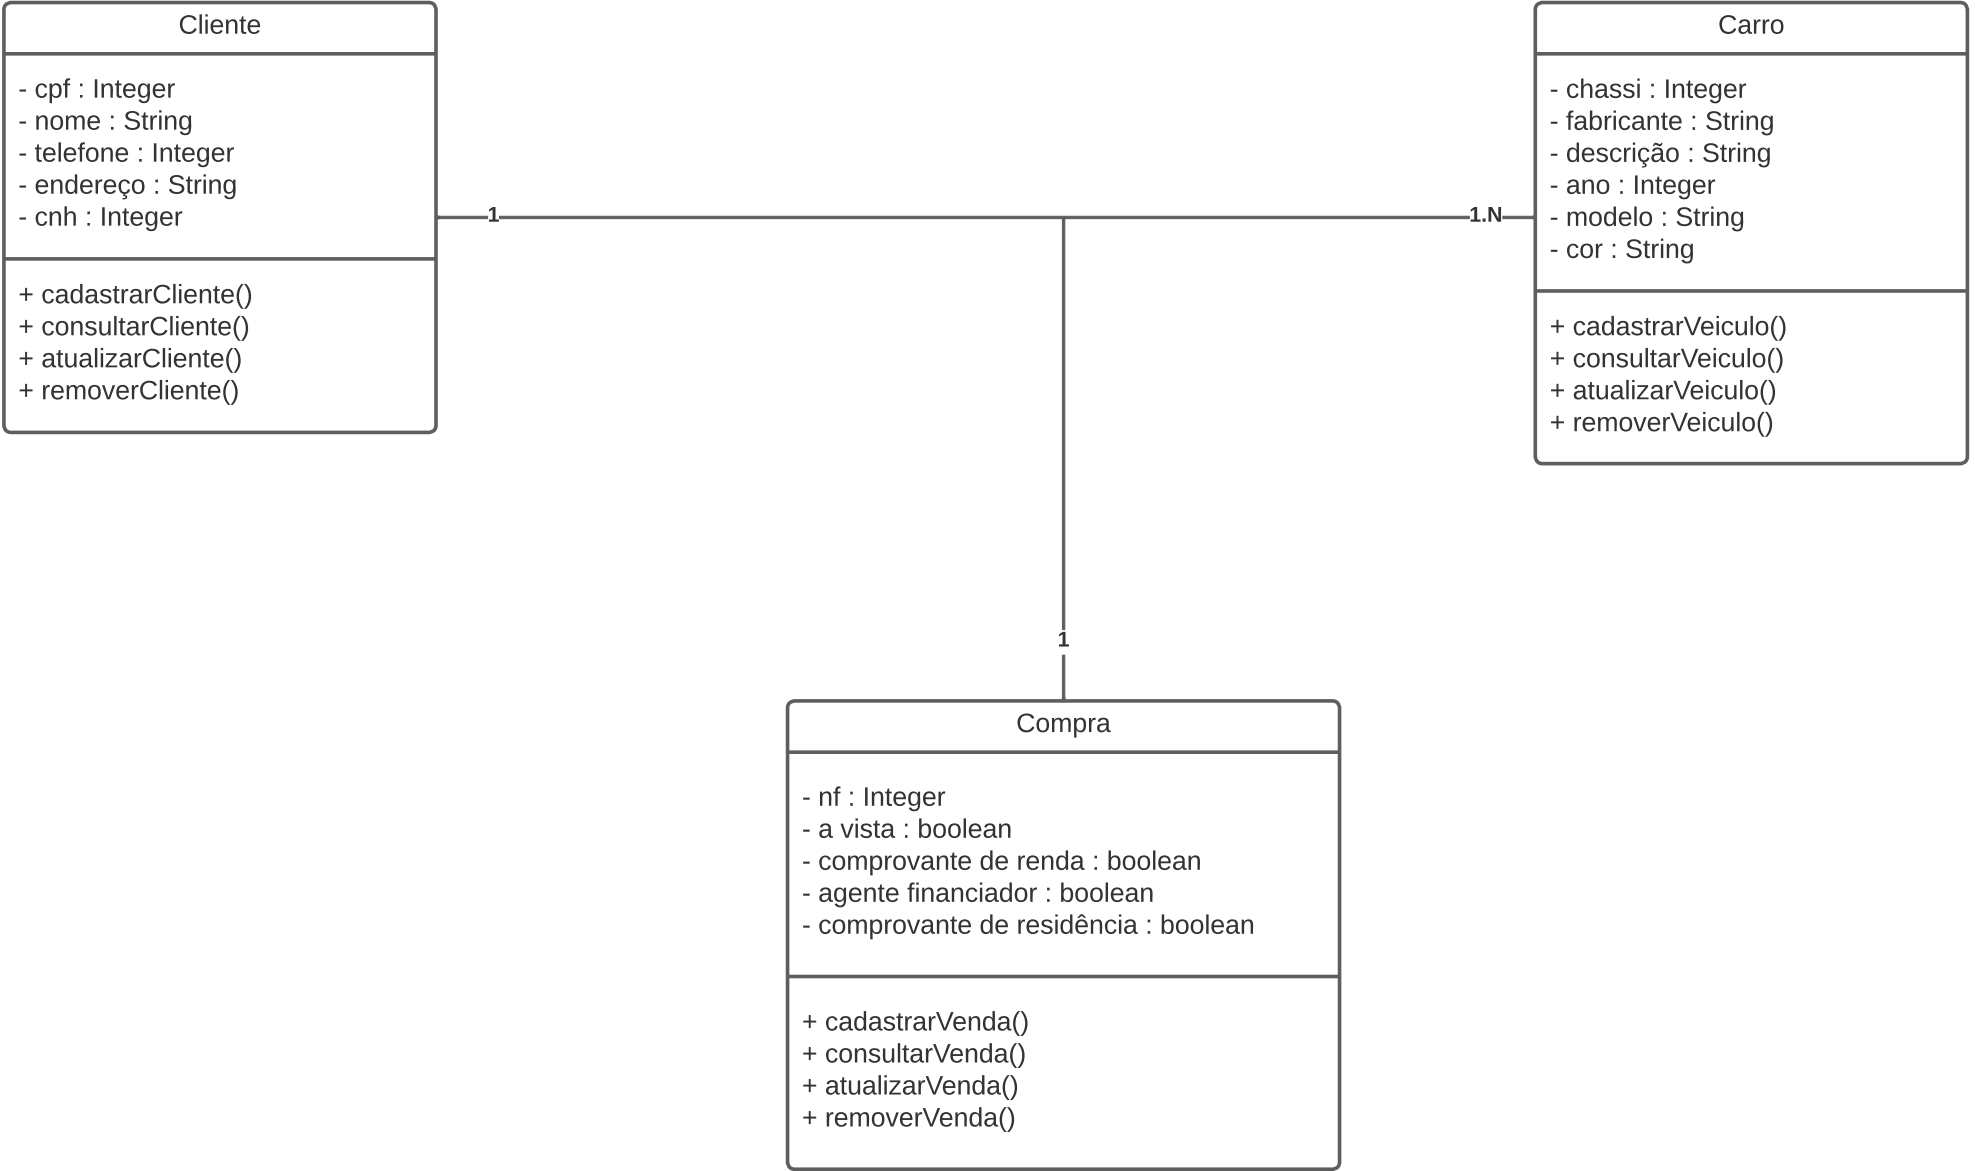 Cliente
- cpf : Integer
- nome : String
- telefone : Integer
- endereço : String
- cnh : Integer
+ cadastrarCliente()
+ consultarCliente()
+ atualizarCliente()
+ removerCliente()
1
1.N
Carro
- chassi : Integer
- fabricante : String
- descrição : String
- ano : Integer
- modelo : String
- cor : String
+ cadastrarVeiculo()
+ consultarVeiculo()
+ atualizarVeiculo()
+ removerVeiculo()
1
Compra
- nf : Integer
- a vista : boolean
- comprovante de renda : boolean
- agente financiador : boolean
- comprovante de residência : boolean
+ cadastrarVenda()
+ consultarVenda()
+ atualizarVenda()
+ removerVenda()